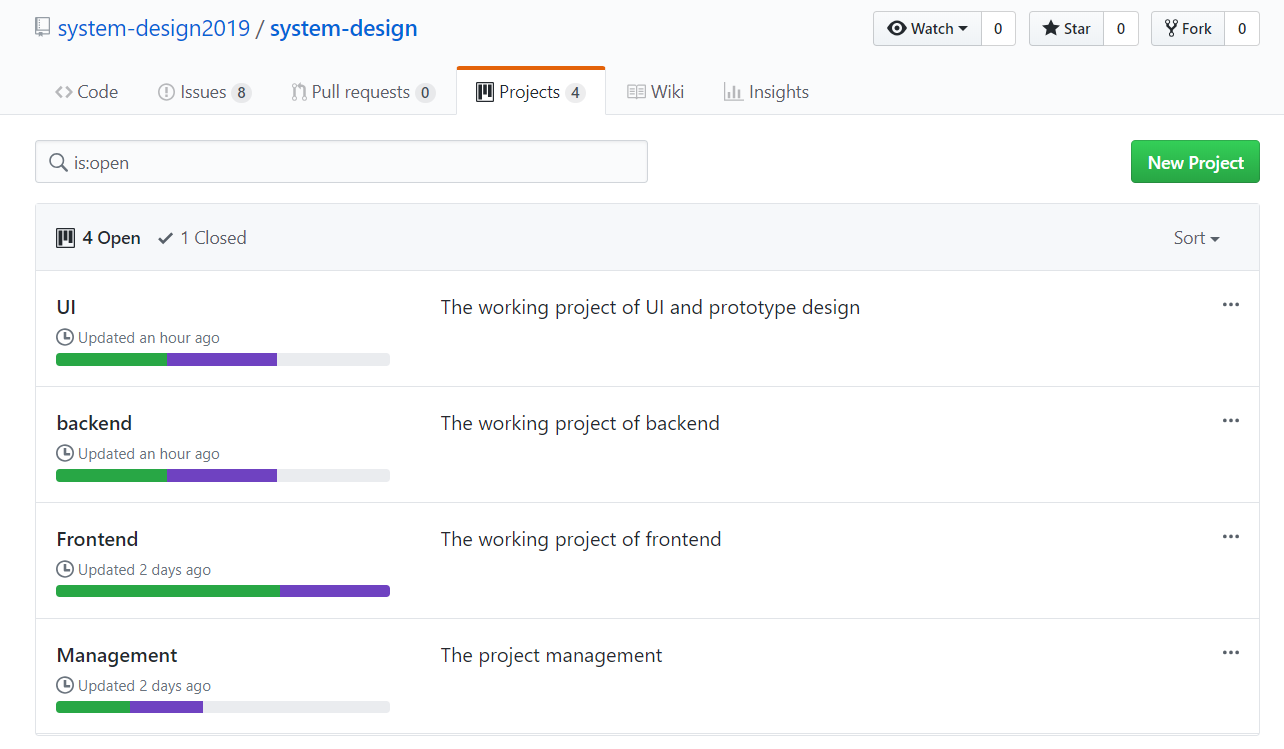 system-design2019 / system-design
Watch 0 Star 0 Fork 0
Code Issues 8 Pull requests 0 Projects 4 Wiki Insights
is:open New Project
4 Open 1 Closed Sort
UI The working project of UI and prototype design
Updated an hour ago
backend The working project of backend
Updated an hour ago
Frontend The working project of frontend
Updated 2 days ago
Management The project management
Updated 2 days ago